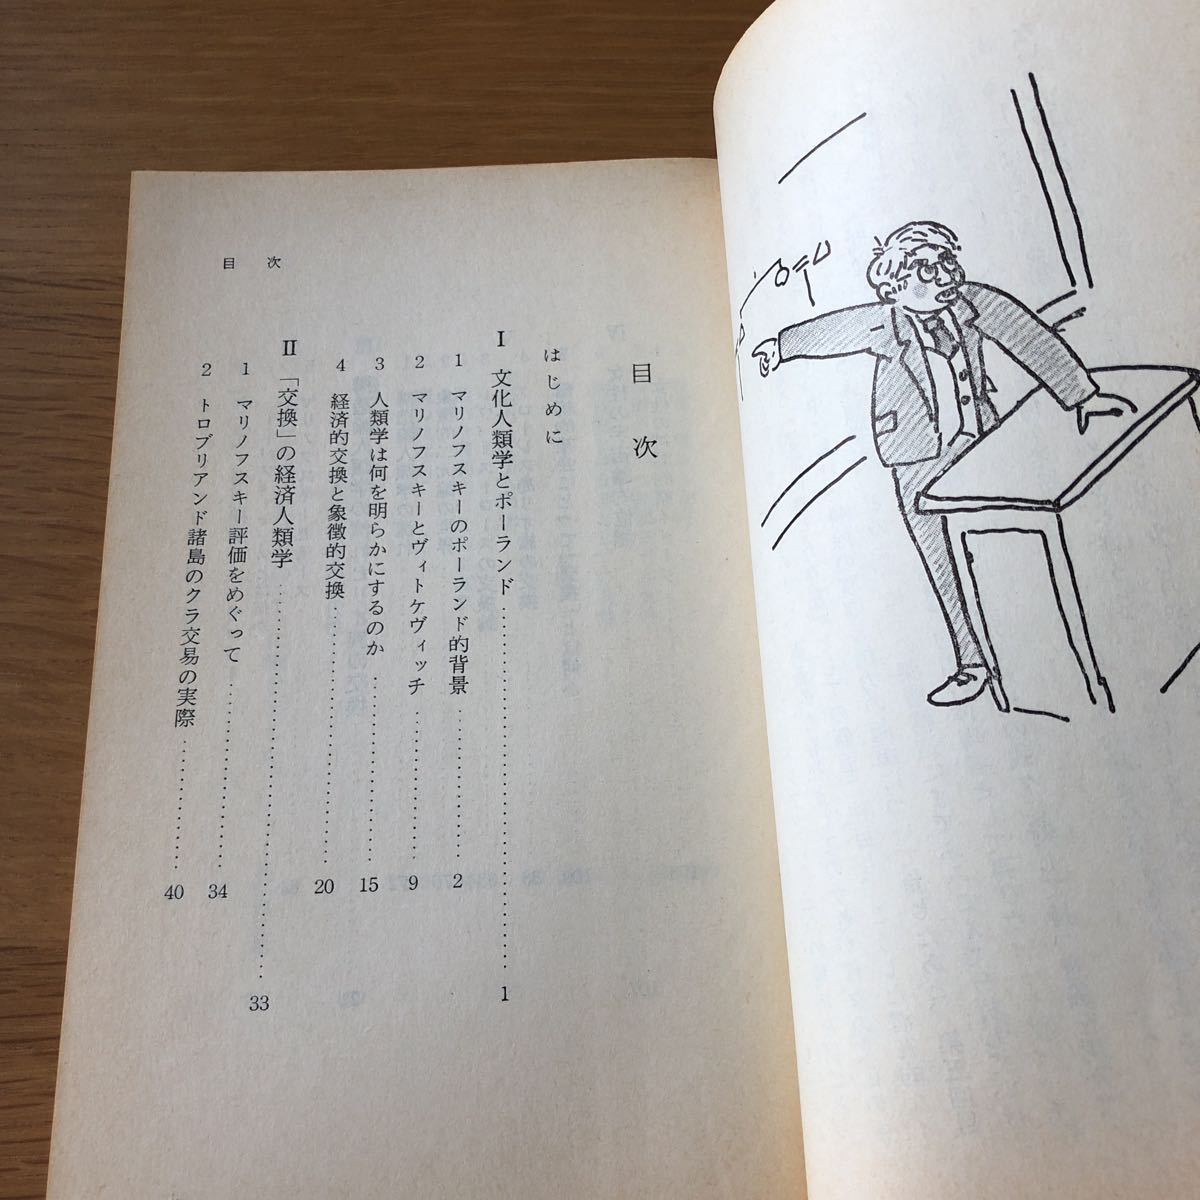 目次
はじめに
I 文化人類学とポーランド……………………1
1 マリノフスキーのポーランド的背景……………2
2 マリノフスキーとヴィトケヴィッチ……………9
3 人類学は何を明らかにするのか……………15
4 経済的交換と象徴的交換……………20
II 「交換」の経済人類学……………………33
1 マリノフスキー評価をめぐって……………34
2 トロブリアンド諸島のクラ交易の実際……………40
目次